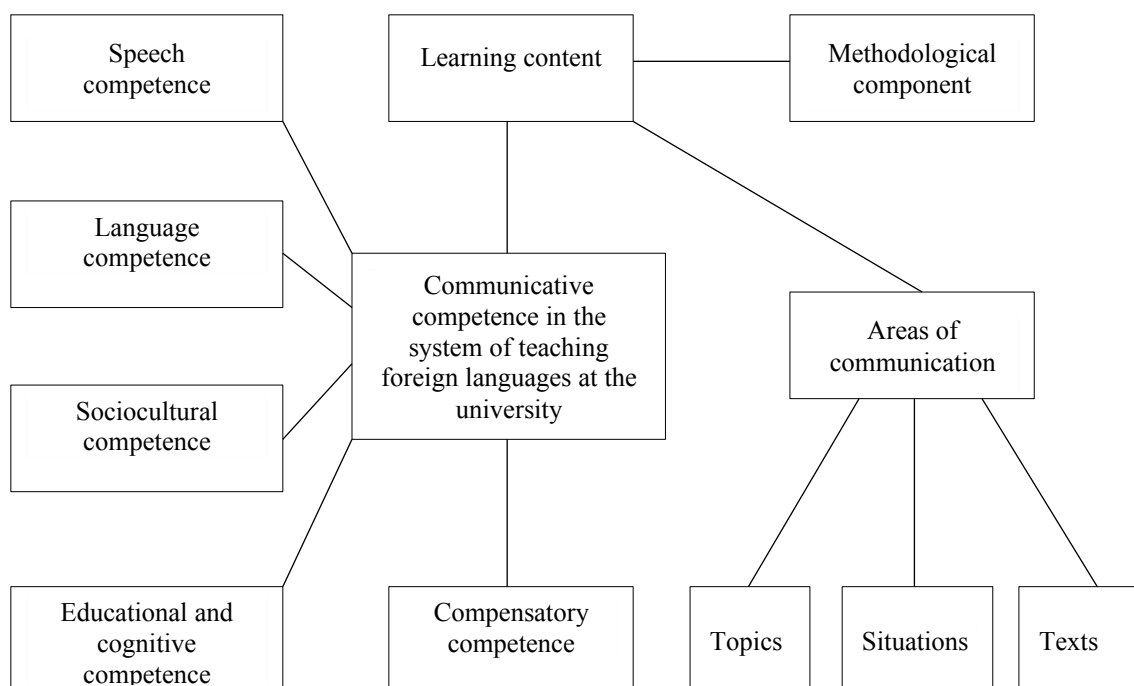 Speech
competence
Learning content
Methodological
component
Language
competence
Communicative
competence in the
system of teaching
foreign languages at the
university
Areas of
communication
Sociocultural
competence
Educational and
cognitive
competence
Compensatory
competence
Topics
Situations
Texts